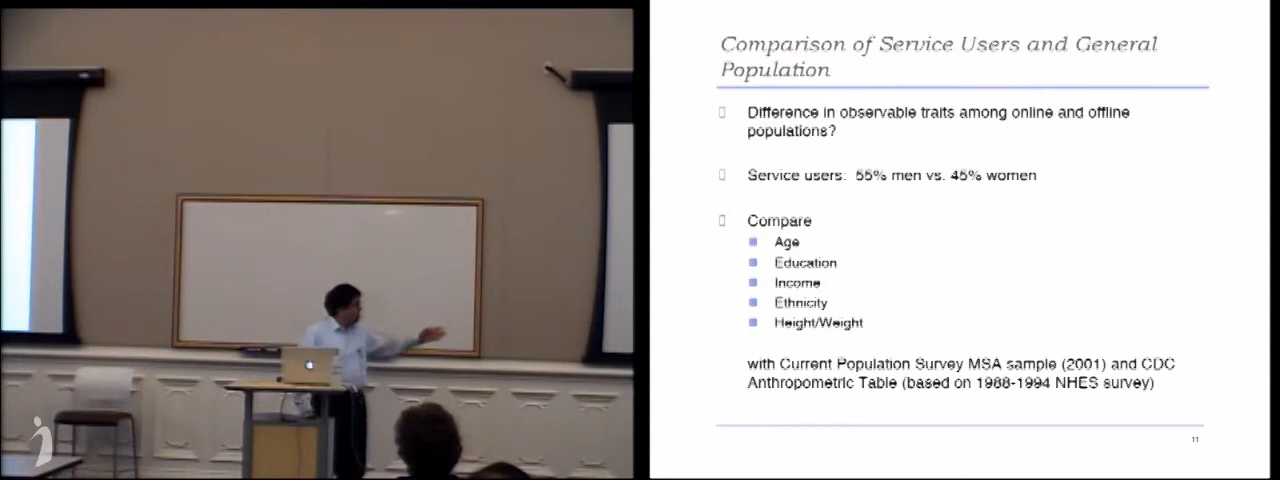 Comparison of Service Users and General
Population
Difference in observable traits among online and offline
populations?
Service users: 55% men vs. 45% women
Compare
Age
Education
Income
Ethnicity
Height/Weight
with Current Population Survey MSA sample (2001) and CDC
Anthropometric Table (based on 1988-1994 NHES survey)
11